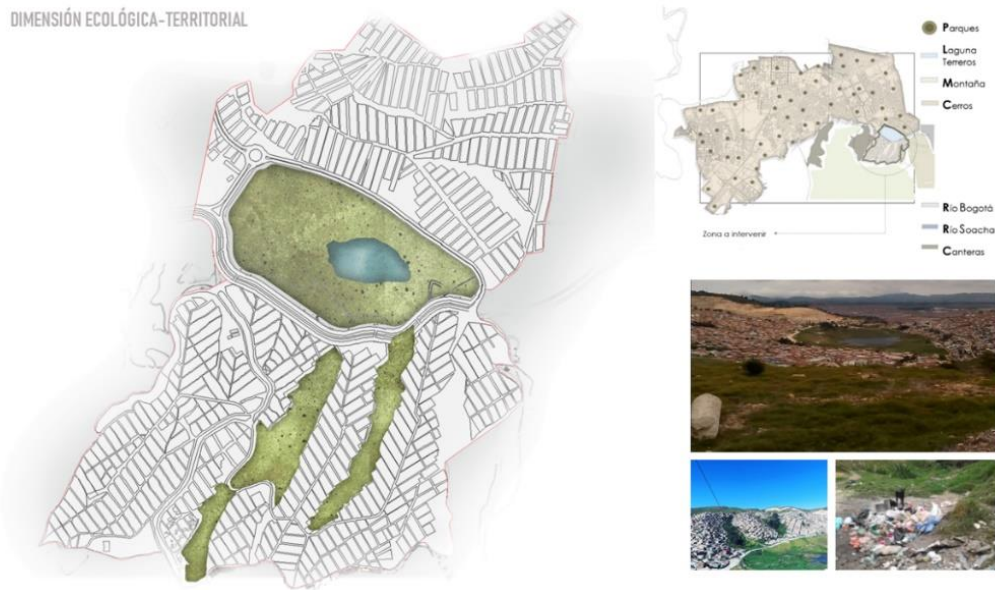 DIMENSIÓN ECOLÓGICA-TERRITORIAL
Parques
Laguna
Terreros
Montaña
Cerros
Río Bogotá
Río Soacha
Canteras
Zona a intervenir